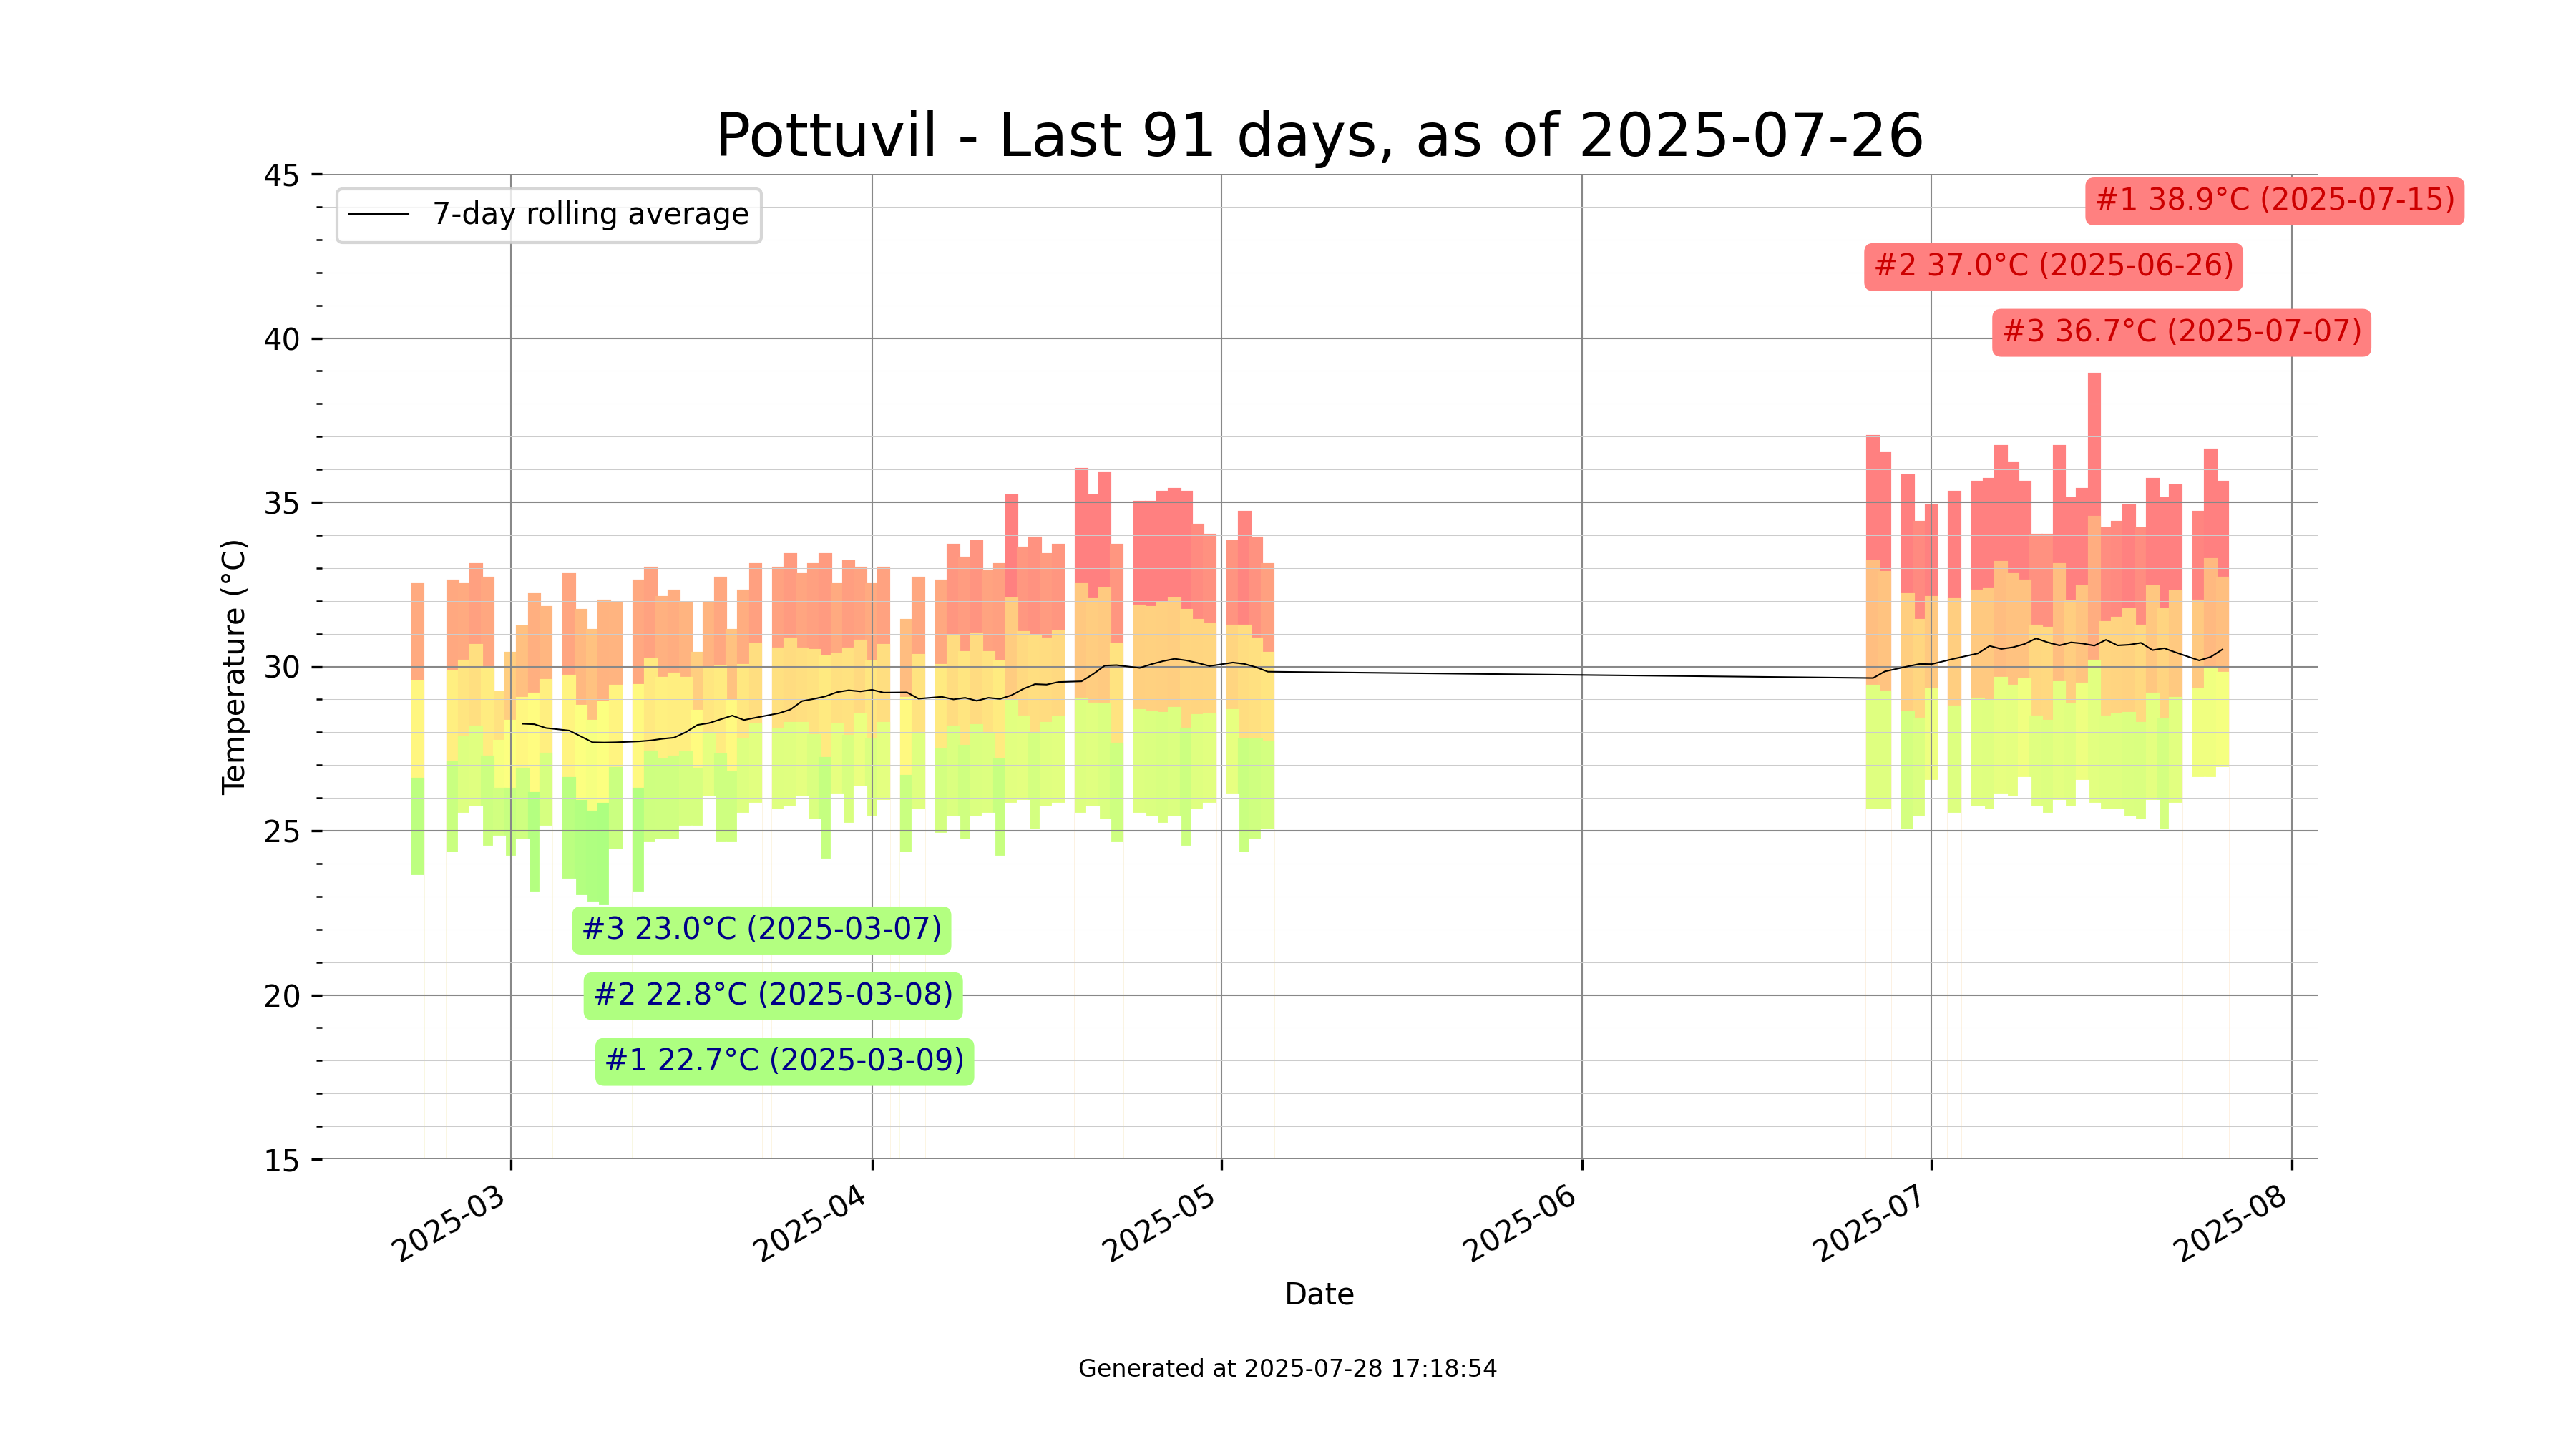 Pottuvil - Last 91 days, as of 2025-07-26
7-day rolling average
#1 38.9°C (2025-07-15)
#2 37.0°C (2025-06-26)
#3 36.7°C (2025-07-07)
45
40
35
30
25
20
15
Temperature (°C)
#3 23.0°C (2025-03-07)
#2 22.8°C (2025-03-08)
#1 22.7°C (2025-03-09)
2025-03
2025-04
2025-05
2025-06
2025-07
2025-08
Date
Generated at 2025-07-28 17:18:54